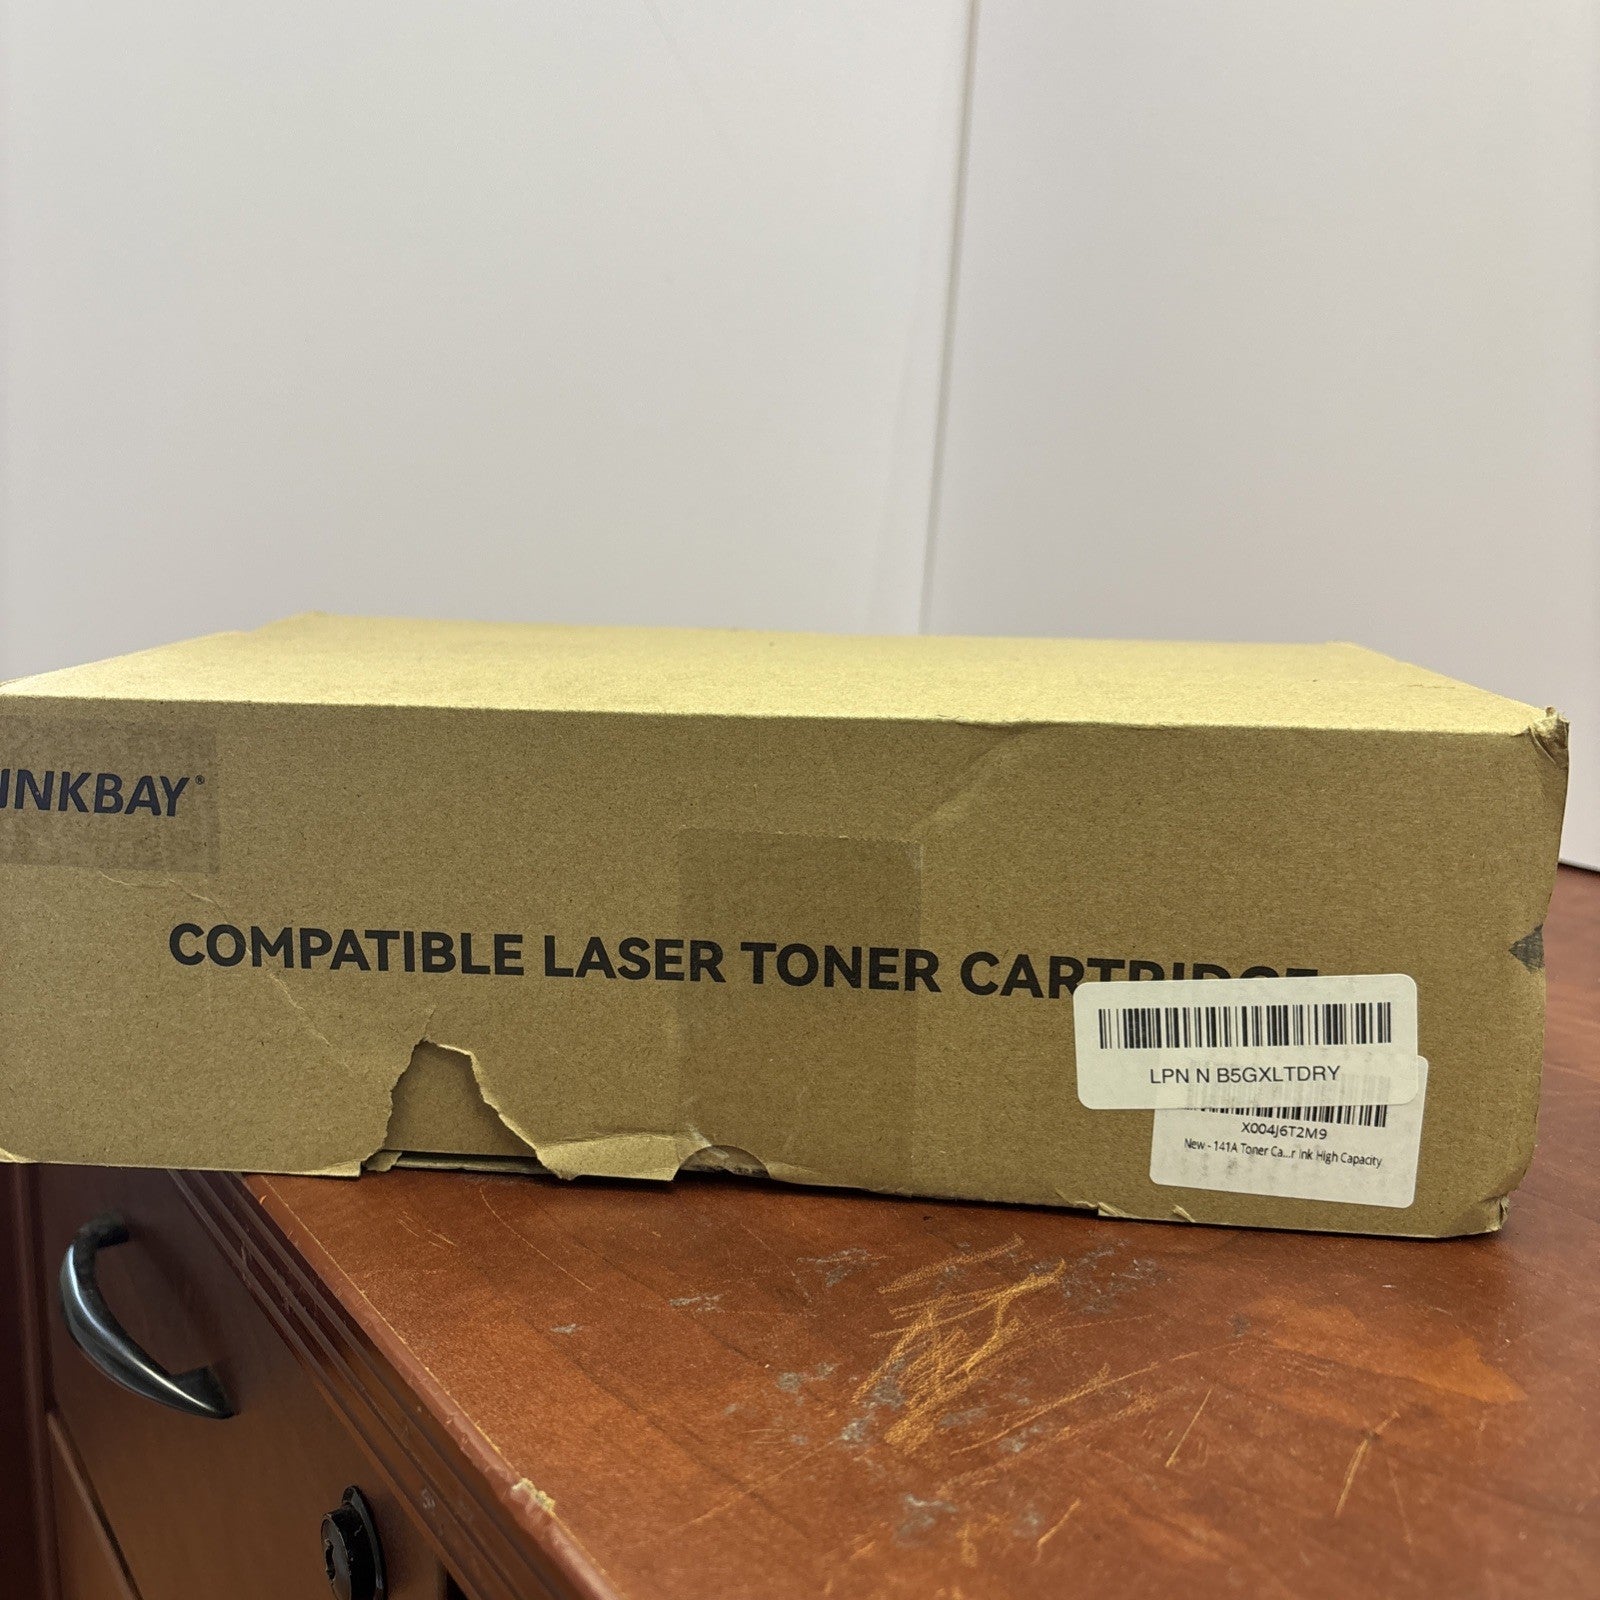 INKBAY®
COMPATIBLE LASER TONER CARTRIDGE
LPN N B5GXLTDRY
X004J6T2M9
New - 141A Toner Ca...r Ink High Capacity